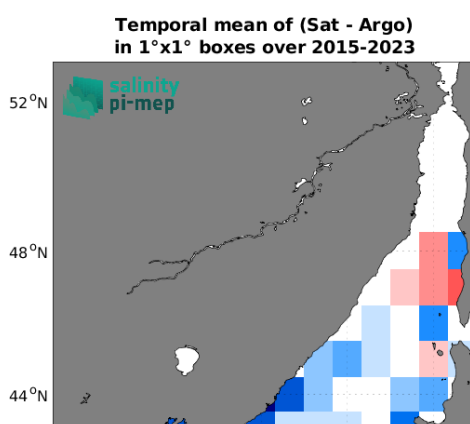 Temporal mean of (Sat - Argo)
in 1°x1° boxes over 2015-2023
salinity
pi-mep
52°N
48°N
44°N